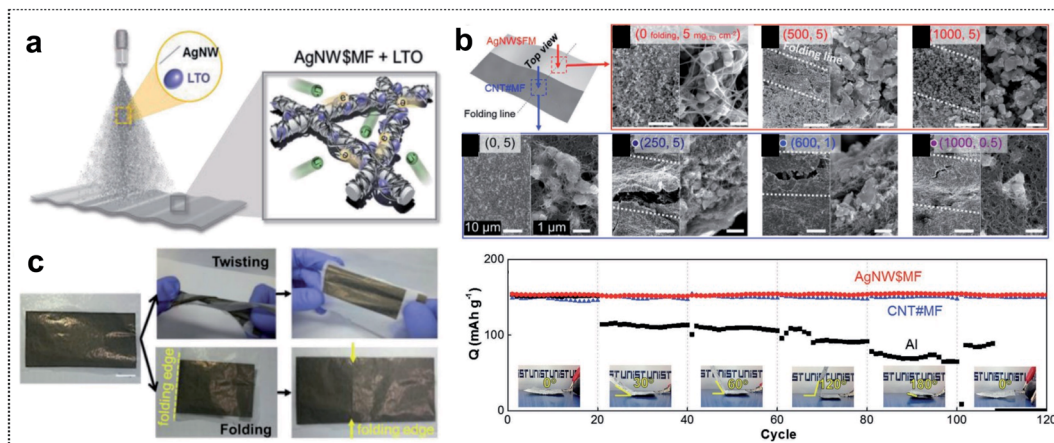 a
AgNW
LTO
AgNW$MF + LTO
e
b
AgNW$FM
Top view
CNT#MF
Folding line
(0 folding, 5 mg LTO cm⁻²)
(500, 5)
Folding line
(1000, 5)
(0, 5)
(250, 5)
(600, 1)
(1000, 0.5)
10 μm
1 μm
c
Twisting
folding edge
Folding
folding edge
200
150
100
50
0
Q (mAh g⁻¹)
AgNW$MF
CNT#MF
Al
0°
30°
60°
120°
180°
0°
0
20
40
60
80
100
120
Cycle